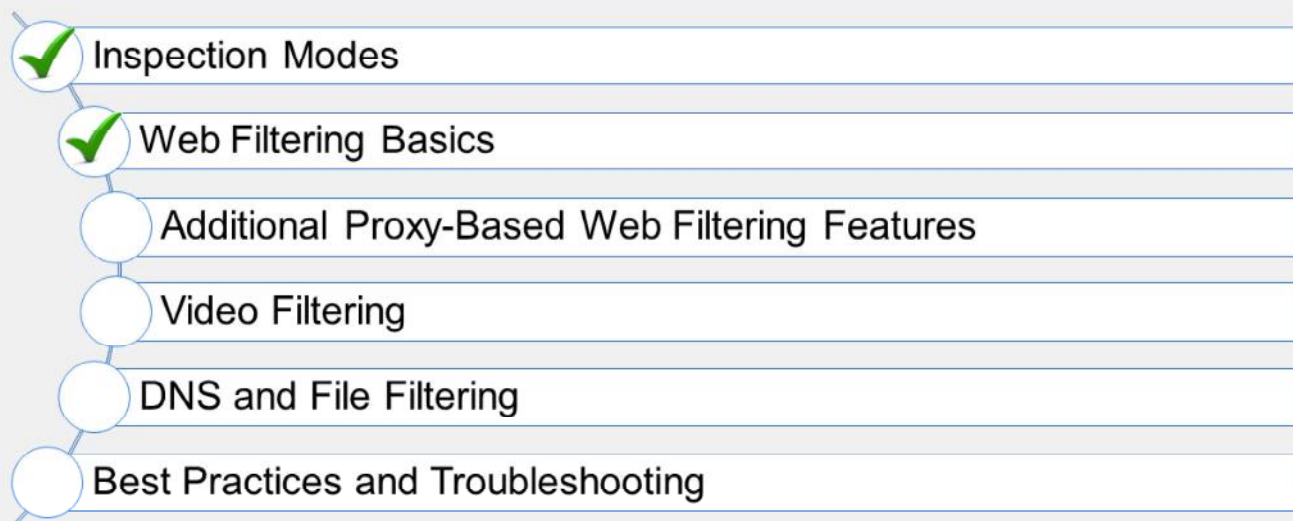 Inspection Modes
Web Filtering Basics
Additional Proxy-Based Web Filtering Features
Video Filtering
DNS and File Filtering
Best Practices and Troubleshooting